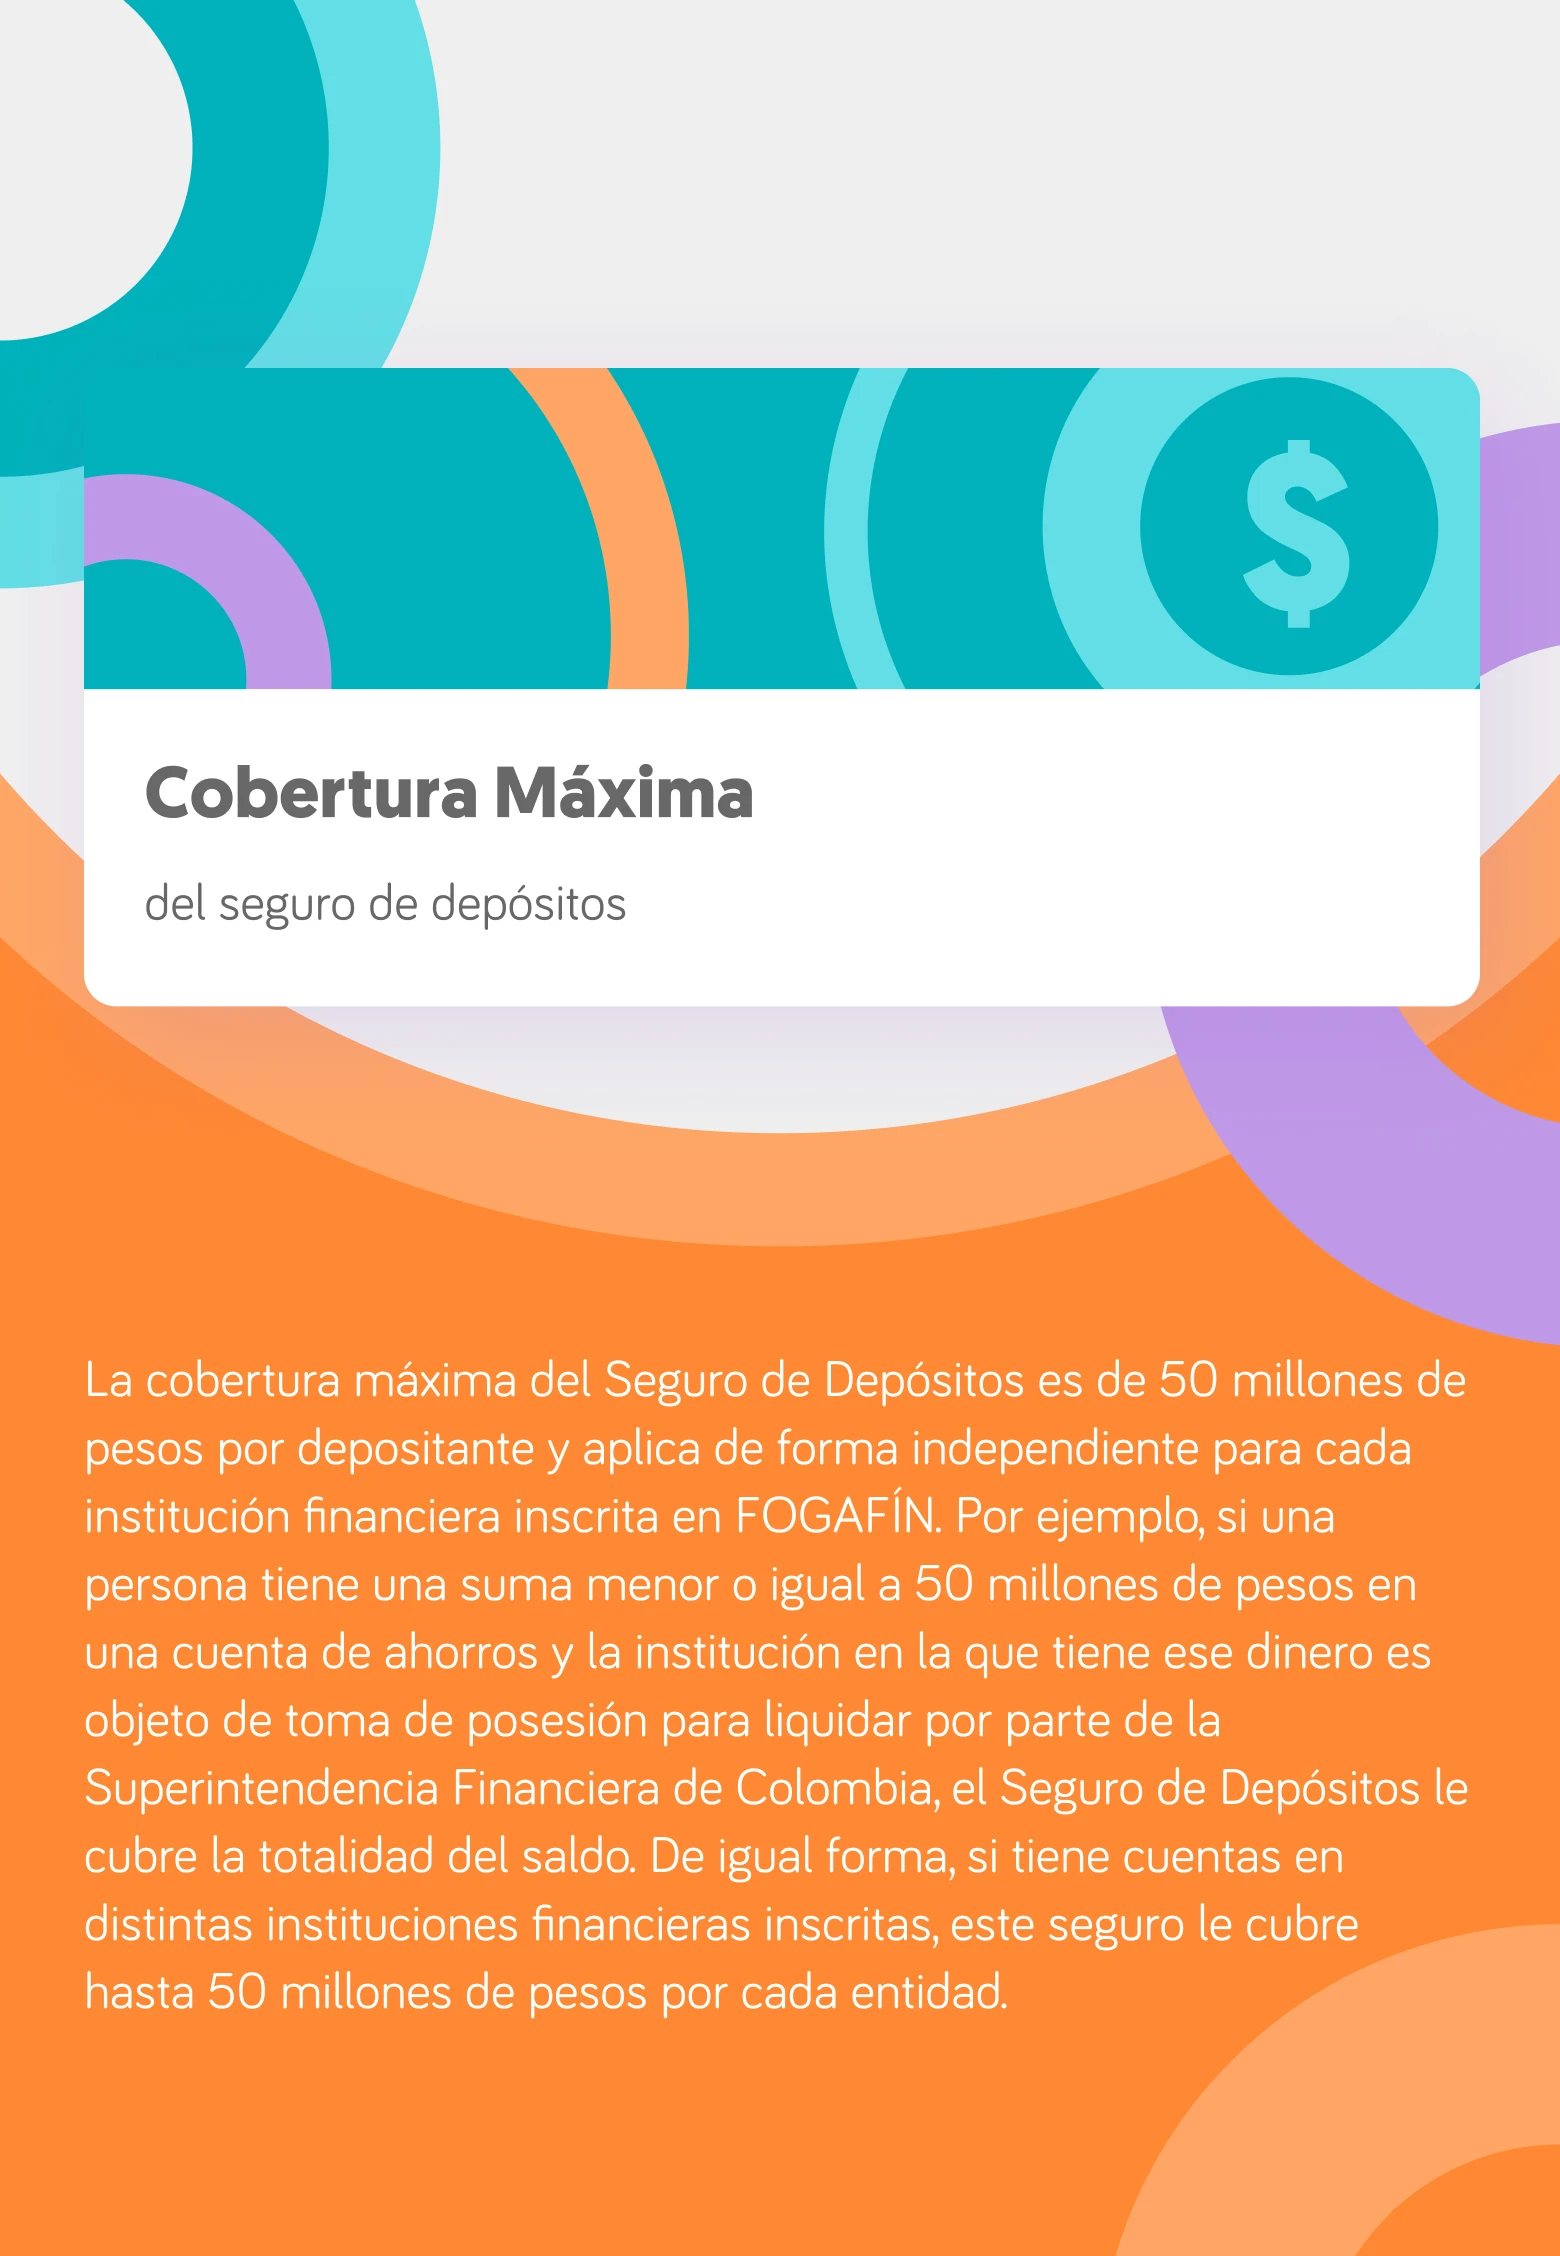 $
Cobertura Máxima
del seguro de depósitos
La cobertura máxima del Seguro de Depósitos es de 50 millones de
pesos por depositante y aplica de forma independiente para cada
institución financiera inscrita en FOGAFÍN. Por ejemplo, si una
persona tiene una suma menor o igual a 50 millones de pesos en
una cuenta de ahorros y la institución en la que tiene ese dinero es
objeto de toma de posesión para liquidar por parte de la
Superintendencia Financiera de Colombia, el Seguro de Depósitos le
cubre la totalidad del saldo. De igual forma, si tiene cuentas en
distintas instituciones financieras inscritas, este seguro le cubre
hasta 50 millones de pesos por cada entidad.